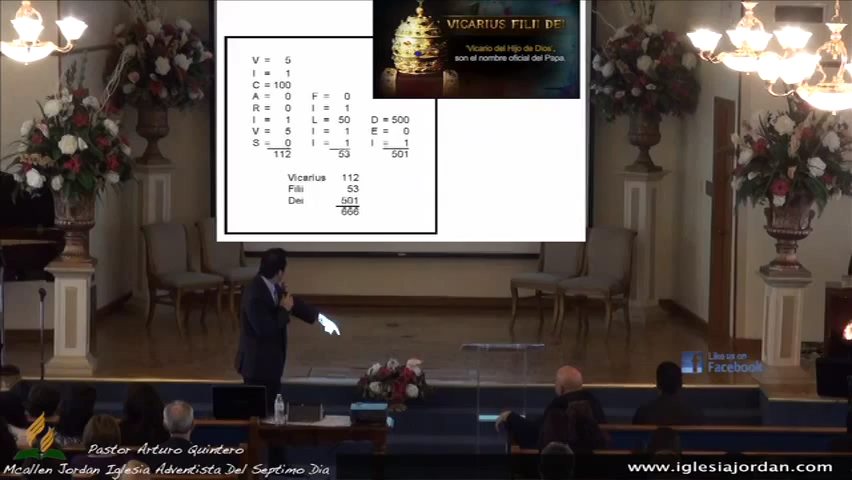 VICARIUS FILII DEI
"Vicario del Hijo de Dios",
son el nombre oficial del Papa.
V = 5
I = 1
C = 100
A = 0 F = 0
R = 0 I = 1
I = 1 L = 50 D = 500
V = 5 I = 1 E = 0
S = 0 I = 1 I = 1
112 53 501
Vicarius 112
Filii 53
Dei 501
666
Like us on
Facebook
Pastor Arturo Quintero
Mcallen Jordan Iglesia Adventista Del Septimo Dia
www.iglesiajordan.com